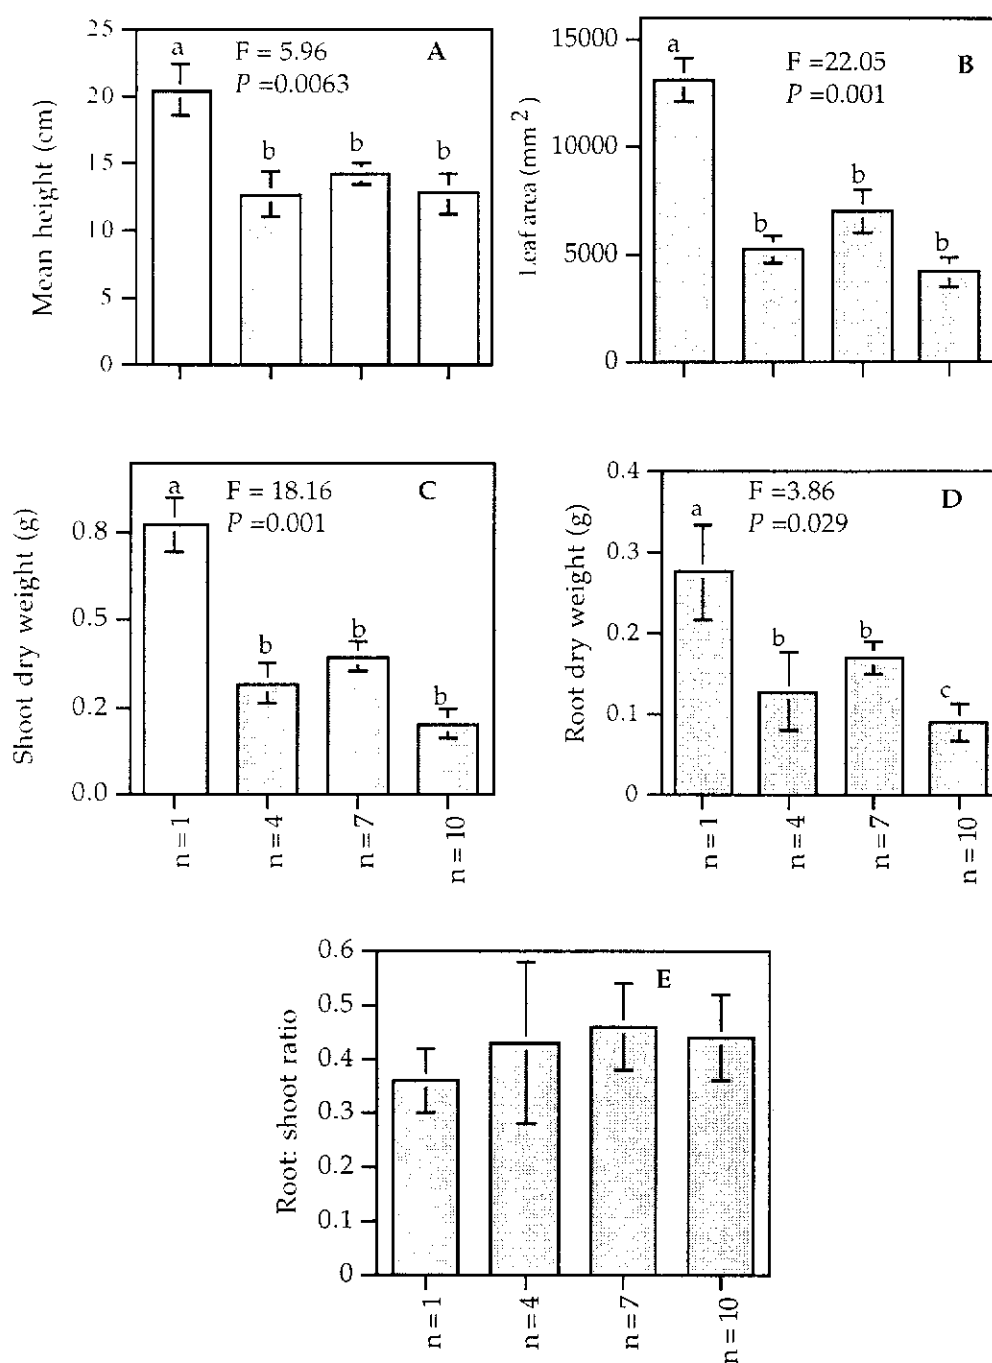 Mean height (cm)
25
20
15
10
5
0
a
b
b
b
F = 5.96
P =0.0063
A
Leaf area (mm2)
15000
10000
5000
0
a
b
b
b
F =22.05
P =0.001
B
Shoot dry weight (g)
0.8
0.5
0.2
0.0
a
b
b
b
F = 18.16
P =0.001
C
n = 1
n = 4
n = 7
n = 10
Root dry weight (g)
0.4
0.3
0.2
0.1
0
a
b
b
c
F =3.86
P =0.029
D
n = 1
n = 4
n = 7
n = 10
Root: shoot ratio
0.6
0.5
0.4
0.3
0.2
0.1
0
E
n = 1
n = 4
n = 7
n = 10